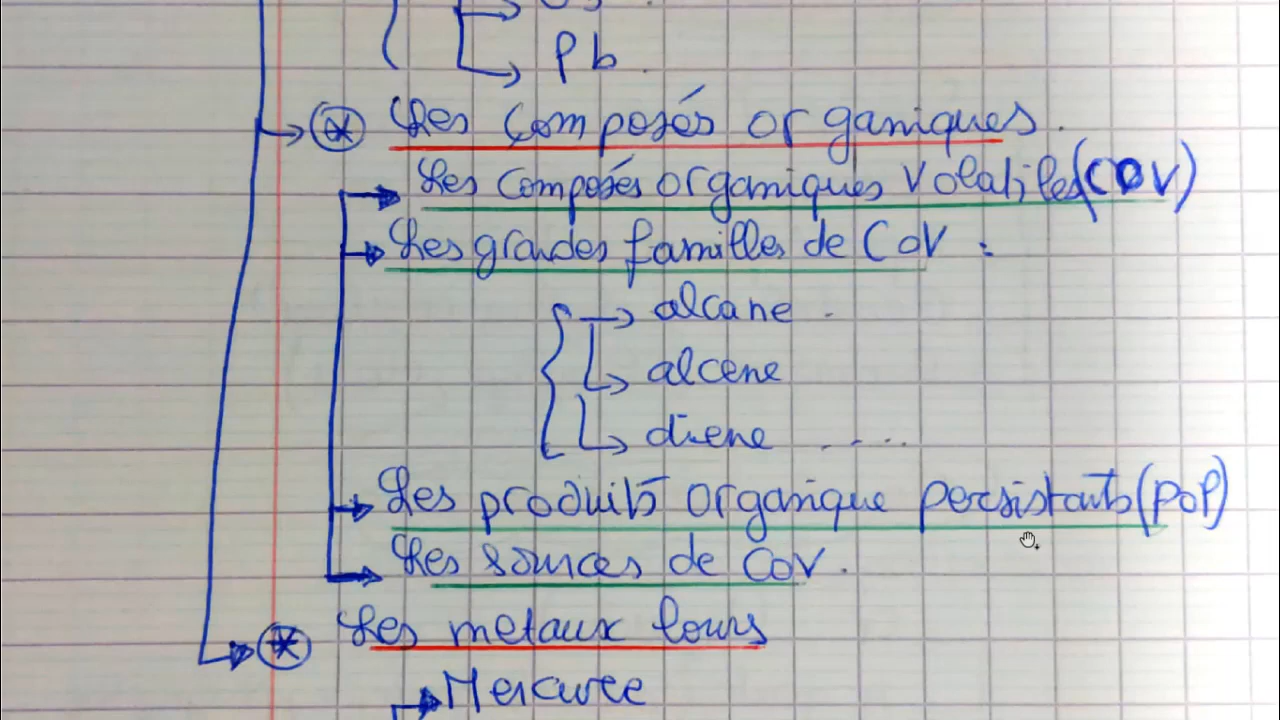 Pb
Les composés organiques.
Les composés organiques volatiles (COV)
Les grandes familles de COV :
alcane
alcene
diene .....
Les produits organique persistants (POP)
Les sources de COV.
Les metaux lours
Mercure